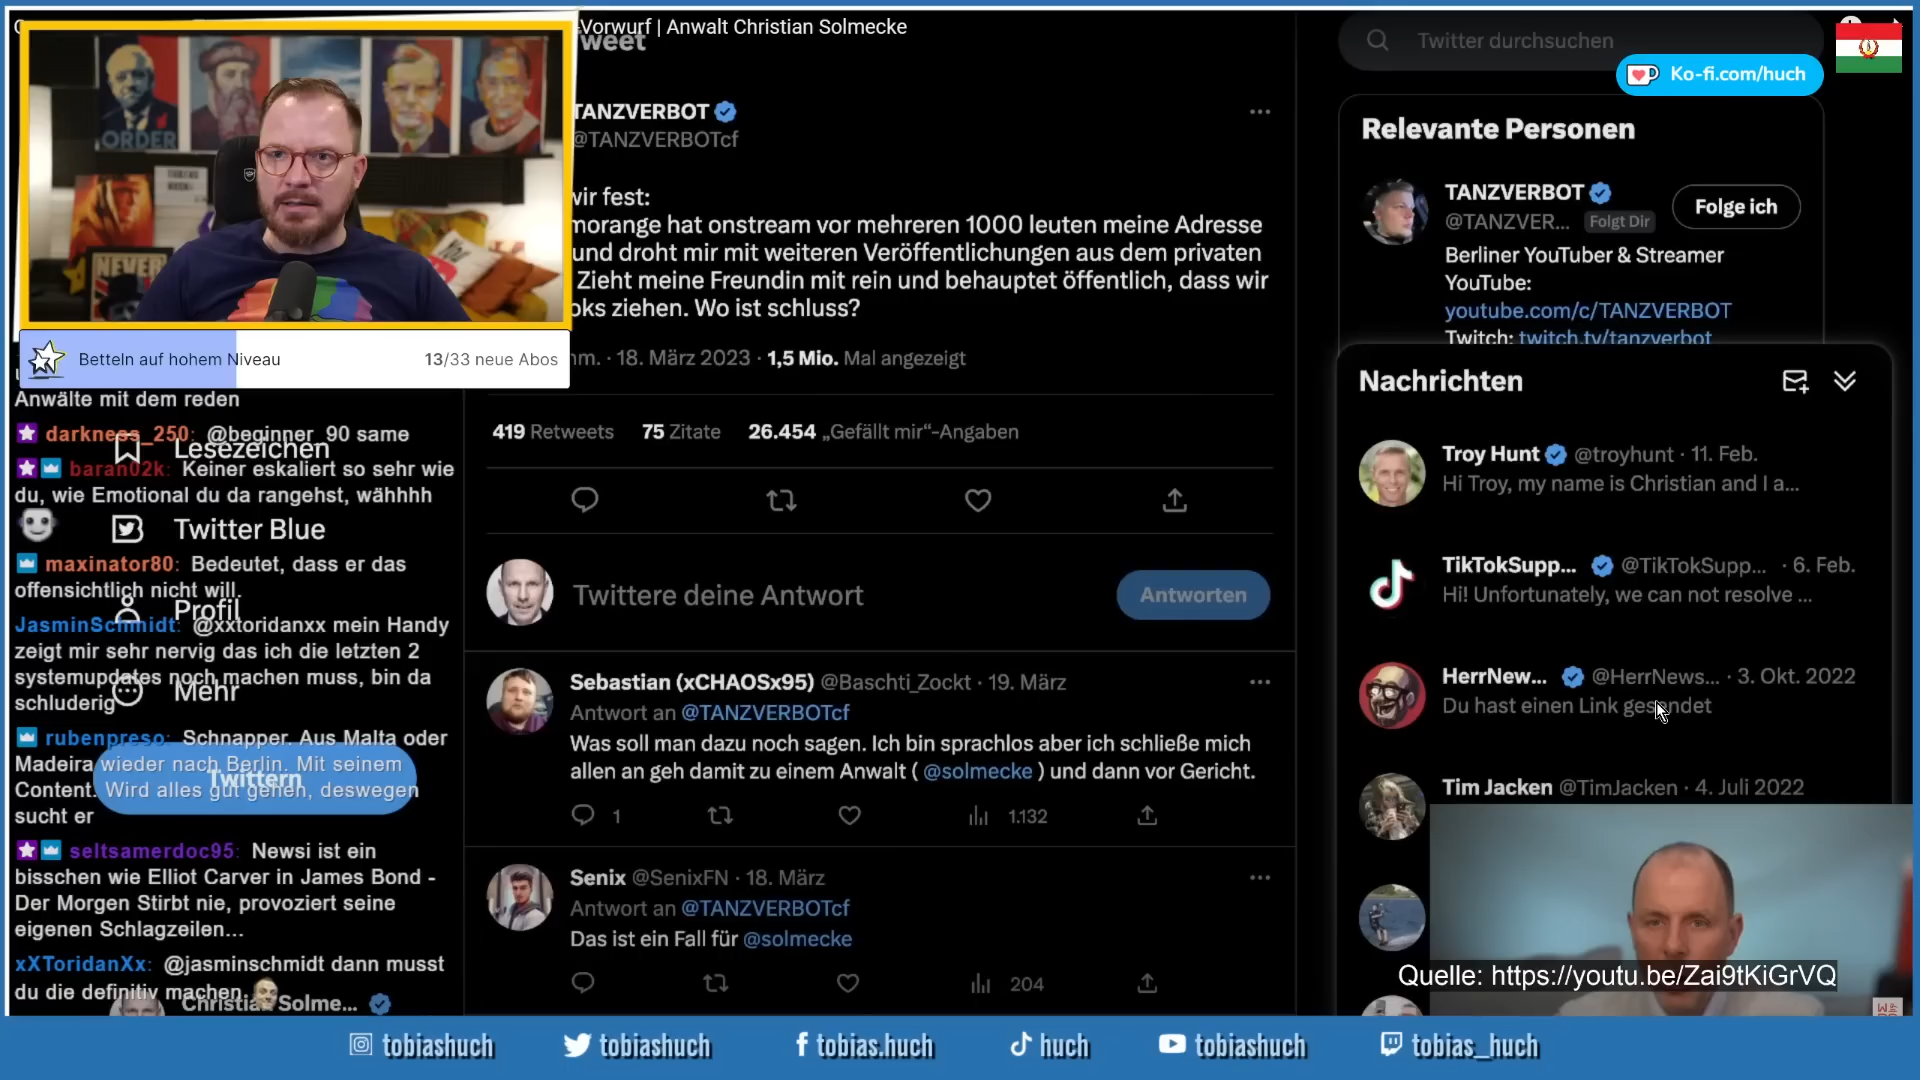 Vorwurf | Anwalt Christian Solmecke
weet
Twitter durchsuchen
Ko-fi.com/huch
ORDER
NEVER
TANZVERBOT
@TANZVERBOTcf
wir fest:
morange hat onstream vor mehreren 1000 leuten meine Adresse
und droht mir mit weiteren Veröffentlichungen aus dem privaten
Zieht meine Freundin mit rein und behauptet öffentlich, dass wir
oks ziehen. Wo ist schluss?
nm. · 18. März 2023 · 1,5 Mio. Mal angezeigt
419 Retweets 75 Zitate 26.454 „Gefällt mir“-Angaben
Twittere deine Antwort
Antworten
Sebastian (xCHAOSx95) @Baschti_Zockt · 19. März
Antwort an @TANZVERBOTcf
Was soll man dazu noch sagen. Ich bin sprachlos aber ich schließe mich
allen an geh damit zu einem Anwalt ( @solmecke ) und dann vor Gericht.
1 1.132
Senix @SenixFN · 18. März
Antwort an @TANZVERBOTcf
Das ist ein Fall für @solmecke
204
Relevante Personen
TANZVERBOT
@TANZVER... Folgt Dir
Folge ich
Berliner YouTuber & Streamer
YouTube:
youtube.com/c/TANZVERBOT
Twitch: twitch.tv/tanzverbot
Nachrichten
Troy Hunt @troyhunt · 11. Feb.
Hi Troy, my name is Christian and I a...
TikTokSupp... @TikTokSupp... · 6. Feb.
Hi! Unfortunately, we can not resolve ...
HerrNew... @HerrNews... · 3. Okt. 2022
Du hast einen Link gesendet
Tim Jacken @TimJacken · 4. Juli 2022
Quelle: https://youtu.be/Zai9tKiGrVQ
Betteln auf hohem Niveau 13/33 neue Abos
Anwälte mit dem reden
darkness_250: @beginner_90 same
Lesezeichen
baran02k: Keiner eskaliert so sehr wie
du, wie Emotional du da rangehst, wähhhh
Twitter Blue
maxinator80: Bedeutet, dass er das
offensichtlich nicht will.
Profil
JasminSchmidt: @xxtoridanxx mein Handy
zeigt mir sehr nervig das ich die letzten 2
systemupdates noch machen muss, bin da
schluderig
Mehr
rubenpreso: Schnapper. Aus Malta oder
Madeira wieder nach Berlin. Mit seinem
Content. Wird alles gut gehen, deswegen
sucht er
Twittern
seltsamerdoc95: Newsi ist ein
bisschen wie Elliot Carver in James Bond -
Der Morgen Stirbt nie, provoziert seine
eigenen Schlagzeilen...
xXToridanXx: @jasminschmidt dann musst
du die definitiv machen
Christian Solme...
tobiashuch tobiashuch tobias.huch huch tobiashuch tobias_huch